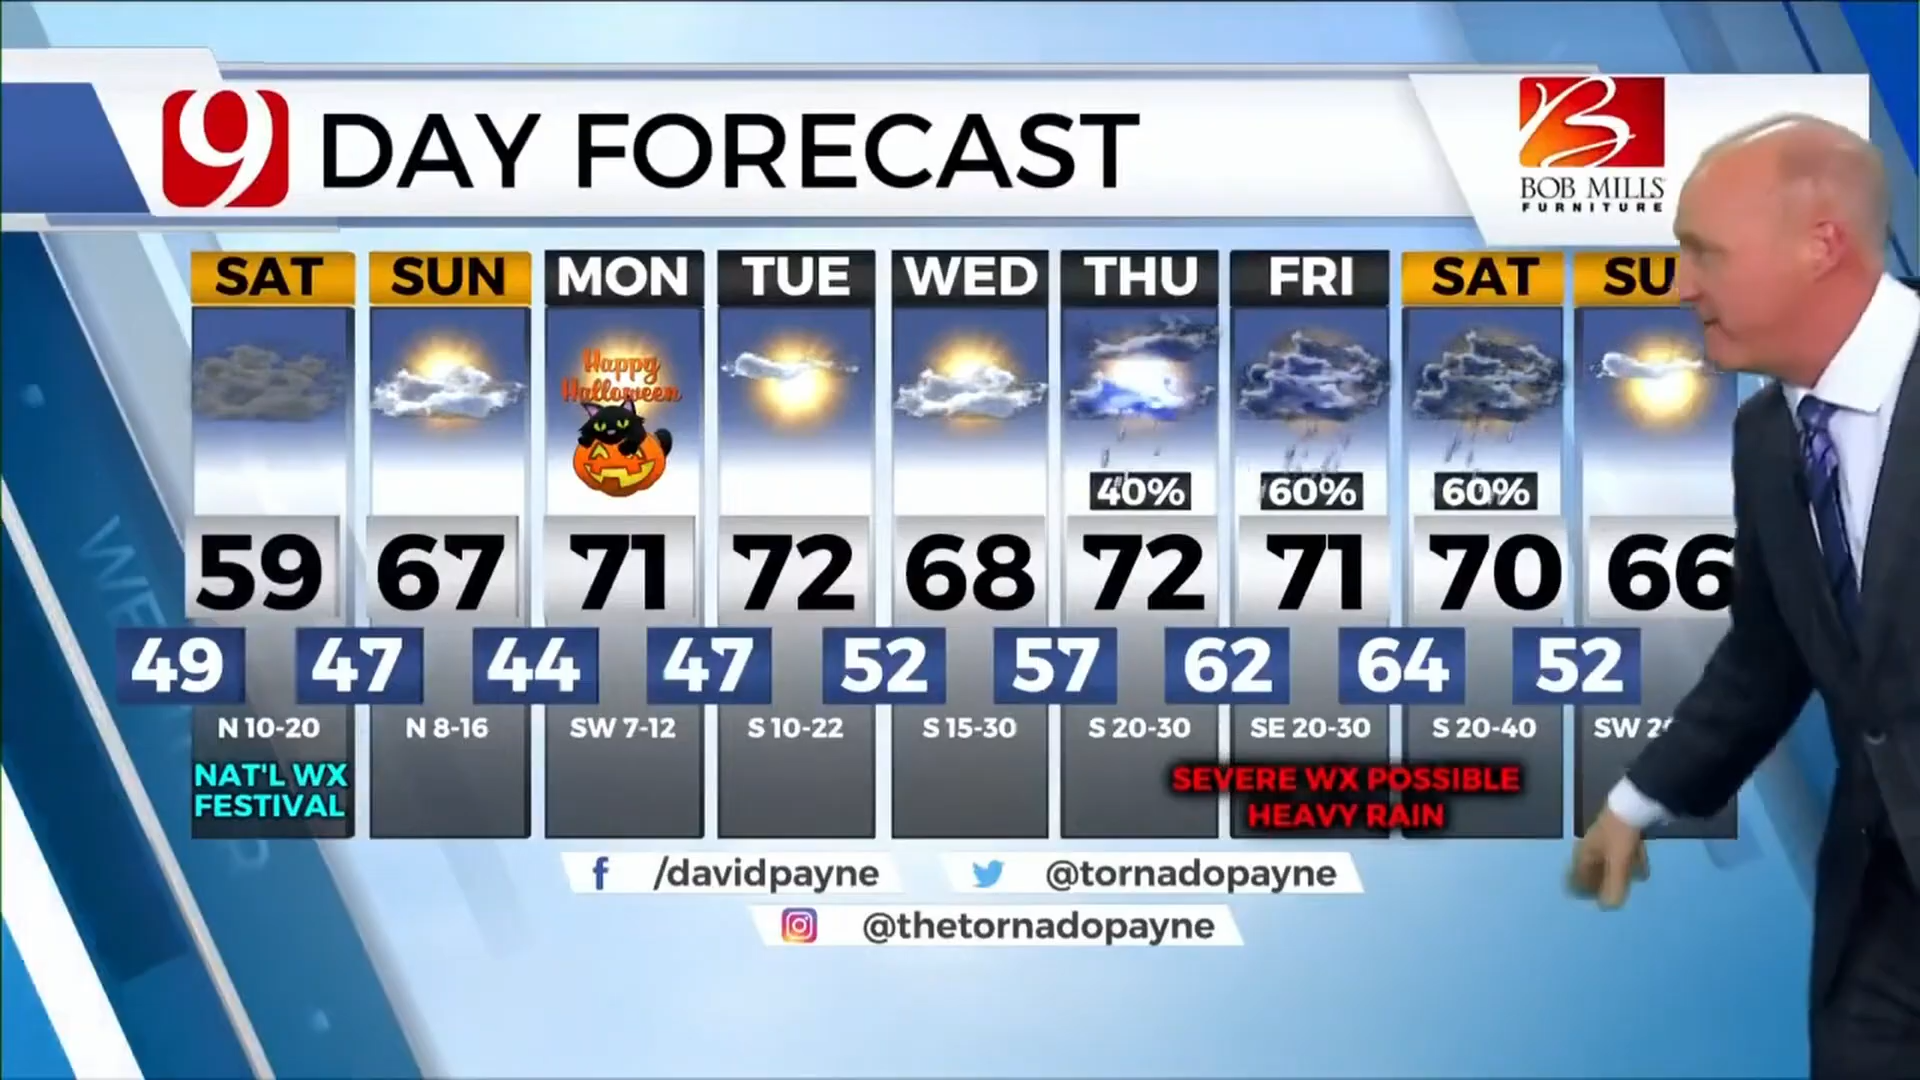 9 DAY FORECAST
B
BOB MILLS
FURNITURE
SAT SUN MON TUE WED THU FRI SAT SU
Happy
Halloween
40% 60% 60%
59 67 71 72 68 72 71 70 66
49 47 44 47 52 57 62 64 52
N 10-20 N 8-16 SW 7-12 S 10-22 S 15-30 S 20-30 SE 20-30 S 20-40 SW
NAT'L WX
FESTIVAL
SEVERE WX POSSIBLE
HEAVY RAIN
f /davidpayne @tornadopayne
@thetornadopayne